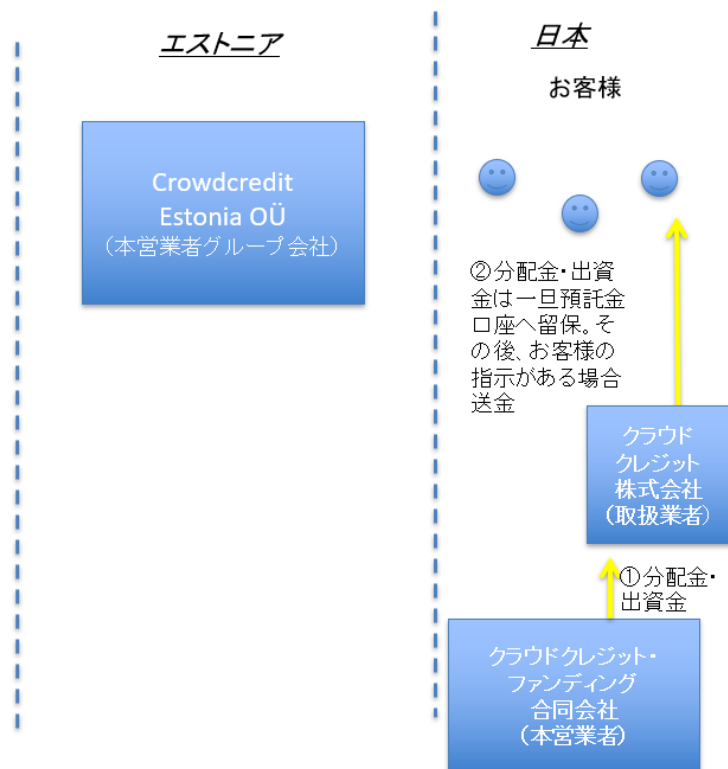 エストニア
日本
お客様
Crowdcredit
Estonia OÜ
（本営業者グループ会社）
②分配金・出資
金は一旦預託金
口座へ留保。そ
の後、お客様の
指示がある場合
送金
クラウド
クレジット
株式会社
（取扱業者）
①分配金・
出資金
クラウドクレジット・
ファンディング
合同会社
（本営業者）